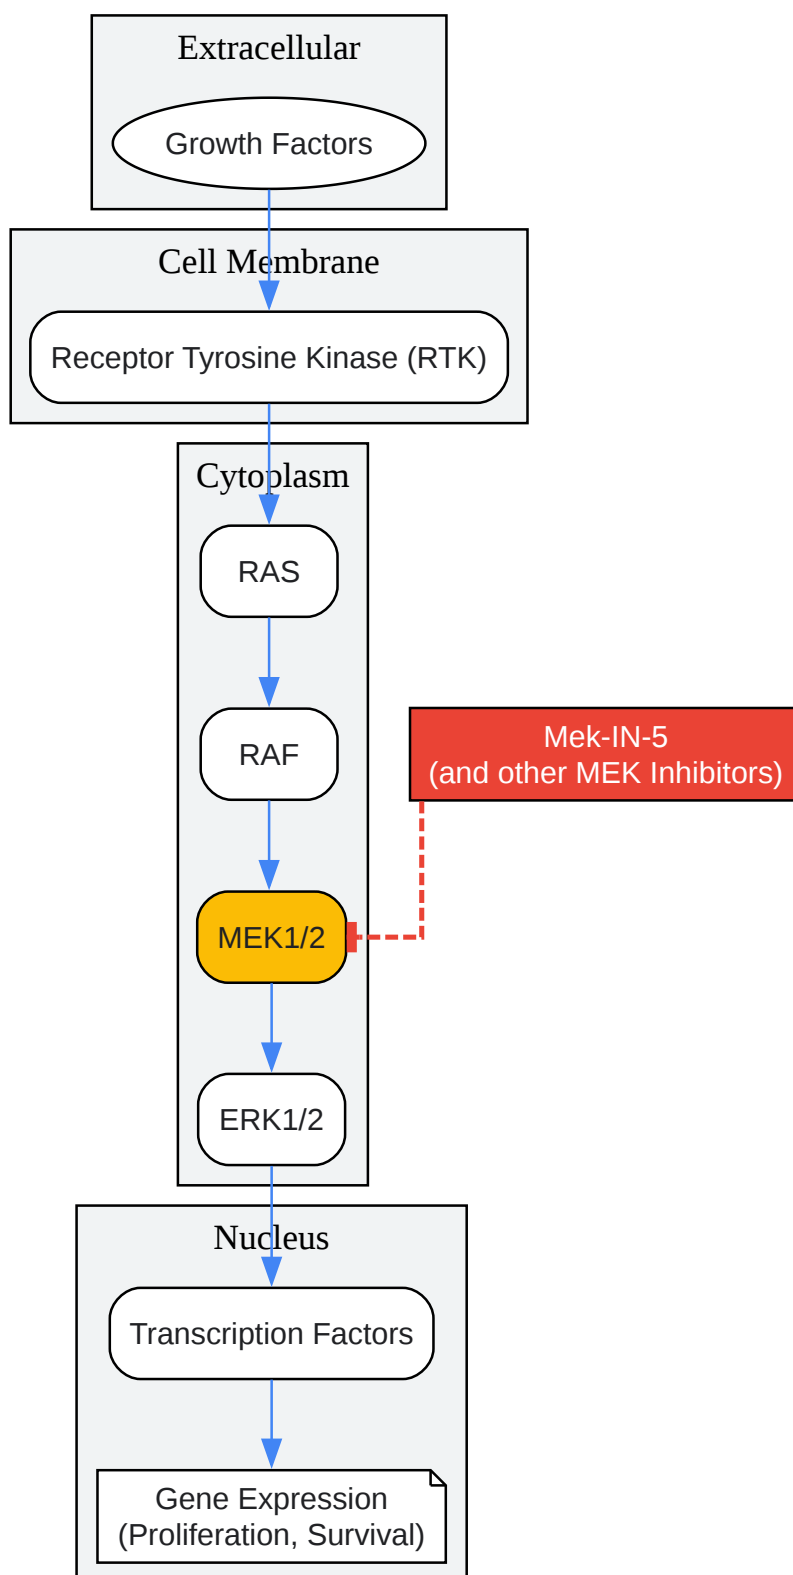 Extracellular
Growth Factors
Cell Membrane
Receptor Tyrosine Kinase (RTK)
Cytoplasm
RAS
RAF
Mek-IN-5
(and other MEK Inhibitors)
MEK1/2
ERK1/2
Nucleus
Transcription Factors
Gene Expression
(Proliferation, Survival)